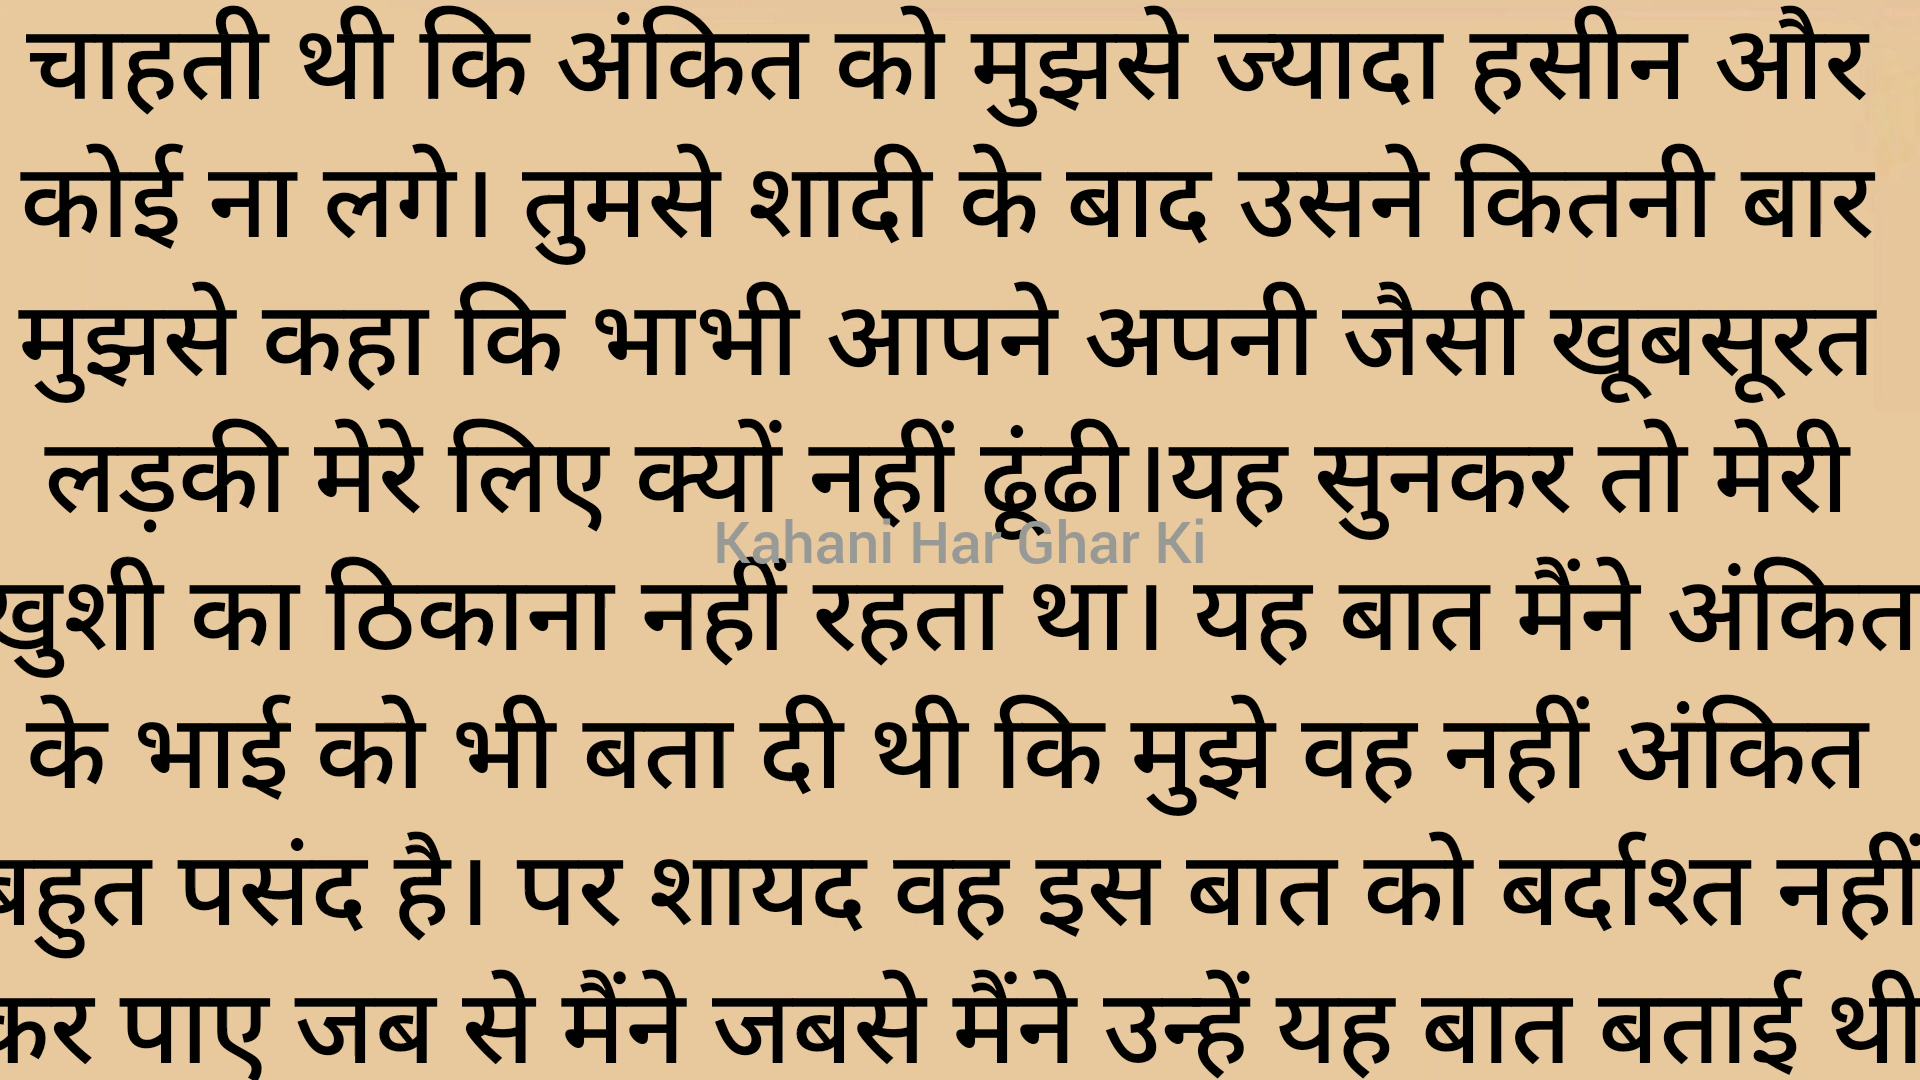 चाहती थी कि अंकित को मुझसे ज्यादा हसीन और
कोई ना लगे। तुमसे शादी के बाद उसने कितनी बार
मुझसे कहा कि भाभी आपने अपनी जैसी खूबसूरत
लड़की मेरे लिए क्यों नहीं ढूंढी।यह सुनकर तो मेरी
Kahani Har Ghar Ki
खुशी का ठिकाना नहीं रहता था। यह बात मैंने अंकित
के भाई को भी बता दी थी कि मुझे वह नहीं अंकित
बहुत पसंद है। पर शायद वह इस बात को बर्दाश्त नहीं
कर पाए जब से मैंने जबसे मैंने उन्हें यह बात बताई थी